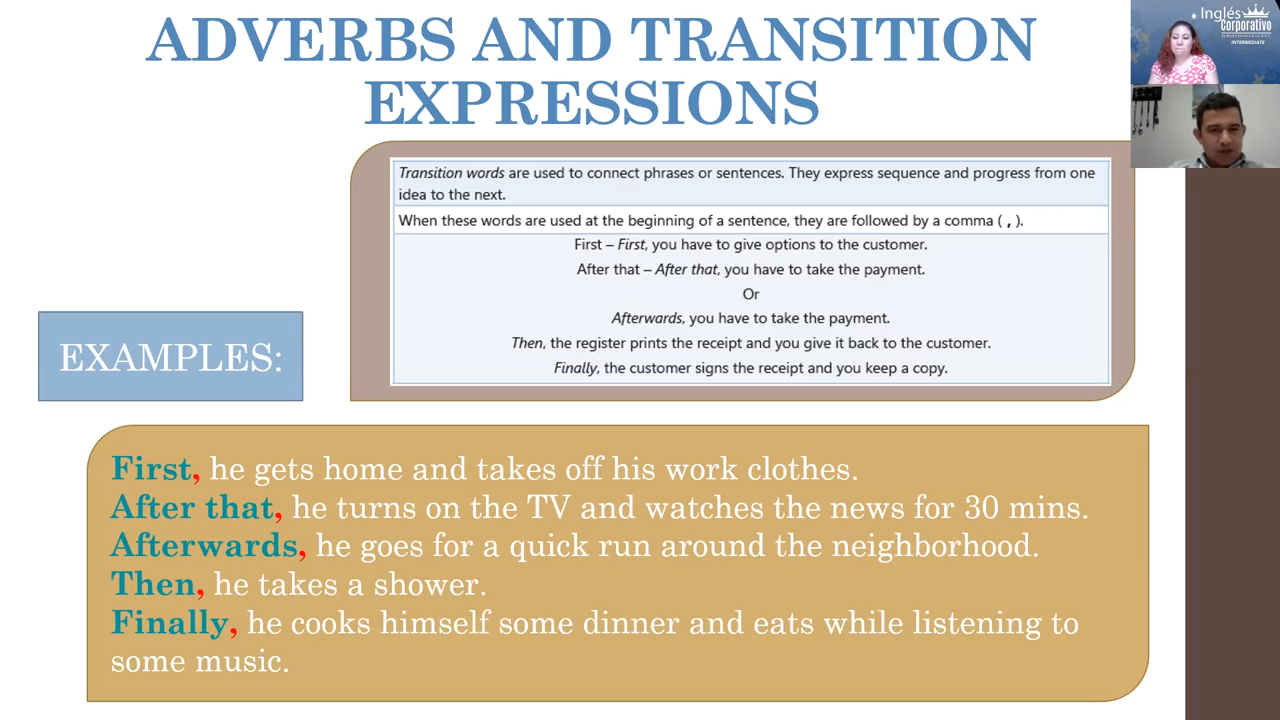 ADVERBS AND TRANSITION
EXPRESSIONS
Inglés
Corporativo
INTERMEDIATE
Transition words are used to connect phrases or sentences. They express sequence and progress from one
idea to the next.
When these words are used at the beginning of a sentence, they are followed by a comma ( , ).
First – First, you have to give options to the customer.
After that – After that, you have to take the payment.
Or
Afterwards, you have to take the payment.
Then, the register prints the receipt and you give it back to the customer.
Finally, the customer signs the receipt and you keep a copy.
EXAMPLES:
First, he gets home and takes off his work clothes.
After that, he turns on the TV and watches the news for 30 mins.
Afterwards, he goes for a quick run around the neighborhood.
Then, he takes a shower.
Finally, he cooks himself some dinner and eats while listening to
some music.